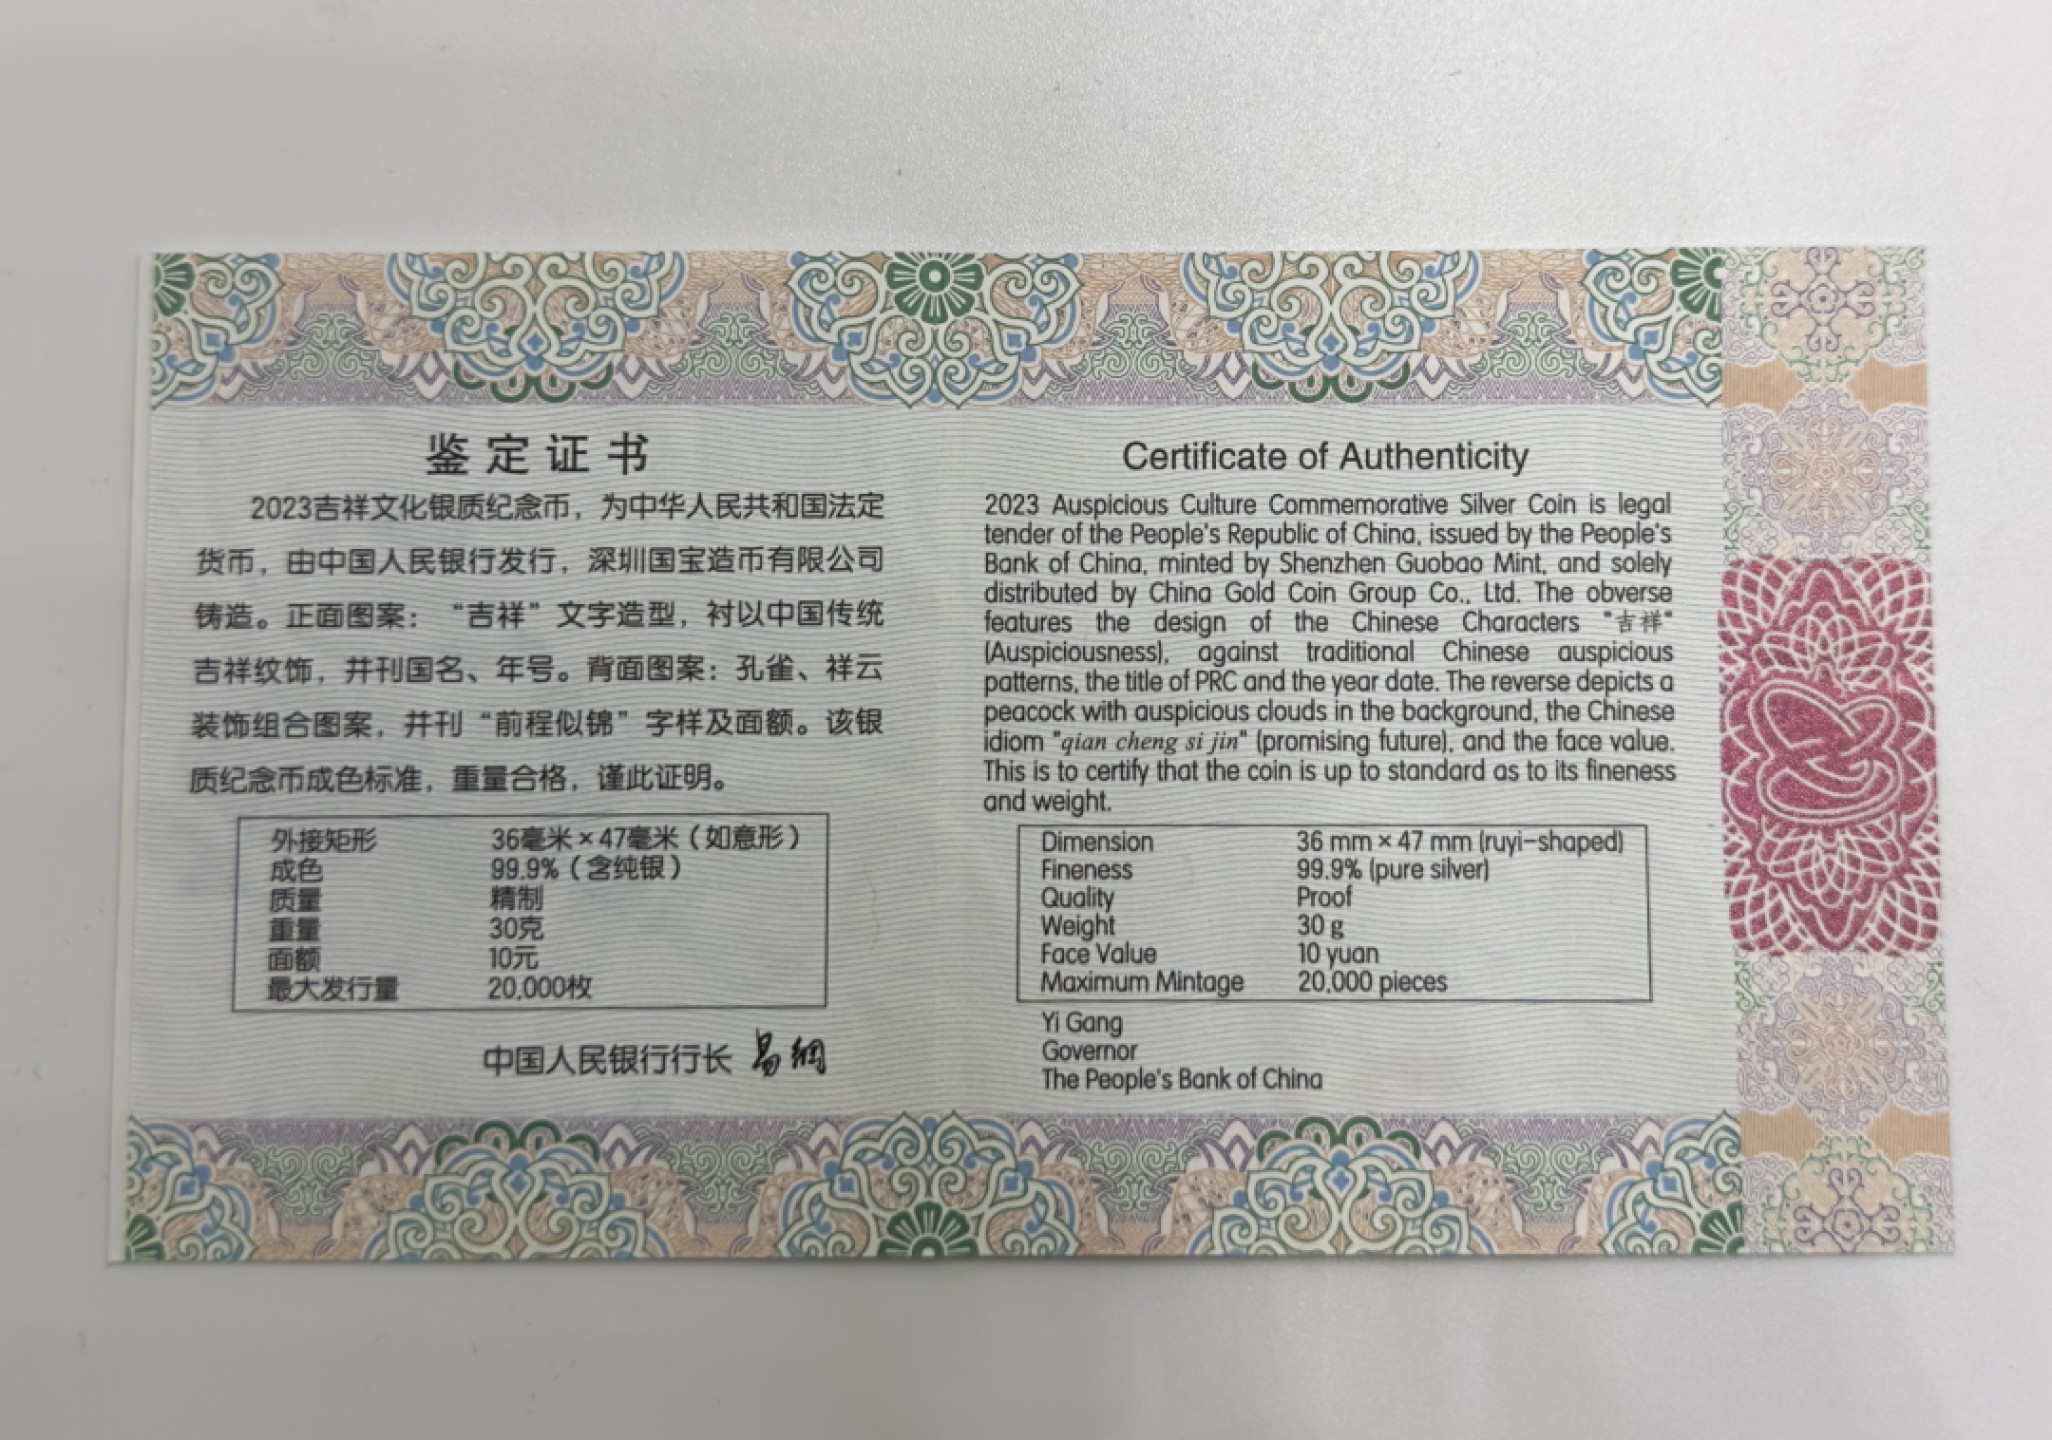 鉴定证书
2023吉祥文化银质纪念币，为中华人民共和国法定
货币，由中国人民银行发行，深圳国宝造币有限公司
铸造。正面图案：“吉祥”文字造型，衬以中国传统
吉祥纹饰，并刊国名、年号。背面图案：孔雀、祥云
装饰组合图案，并刊“前程似锦”字样及面额。该银
质纪念币成色标准，重量合格，谨此证明。
外接矩形 36毫米×47毫米（如意形）
成色 99.9%（含纯银）
质量 精制
重量 30克
面额 10元
最大发行量 20,000枚
中国人民银行行长 易纲
Certificate of Authenticity
2023 Auspicious Culture Commemorative Silver Coin is legal
tender of the People's Republic of China, issued by the People's
Bank of China, minted by Shenzhen Guobao Mint, and solely
distributed by China Gold Coin Group Co., Ltd. The obverse
features the design of the Chinese Characters "吉祥"
(Auspiciousness), against traditional Chinese auspicious
patterns, the title of PRC and the year date. The reverse depicts a
peacock with auspicious clouds in the background, the Chinese
idiom "qian cheng si jin" (promising future), and the face value.
This is to certify that the coin is up to standard as to its fineness
and weight.
Dimension 36 mm × 47 mm (ruyi-shaped)
Fineness 99.9% (pure silver)
Quality Proof
Weight 30 g
Face Value 10 yuan
Maximum Mintage 20,000 pieces
Yi Gang
Governor
The People's Bank of China